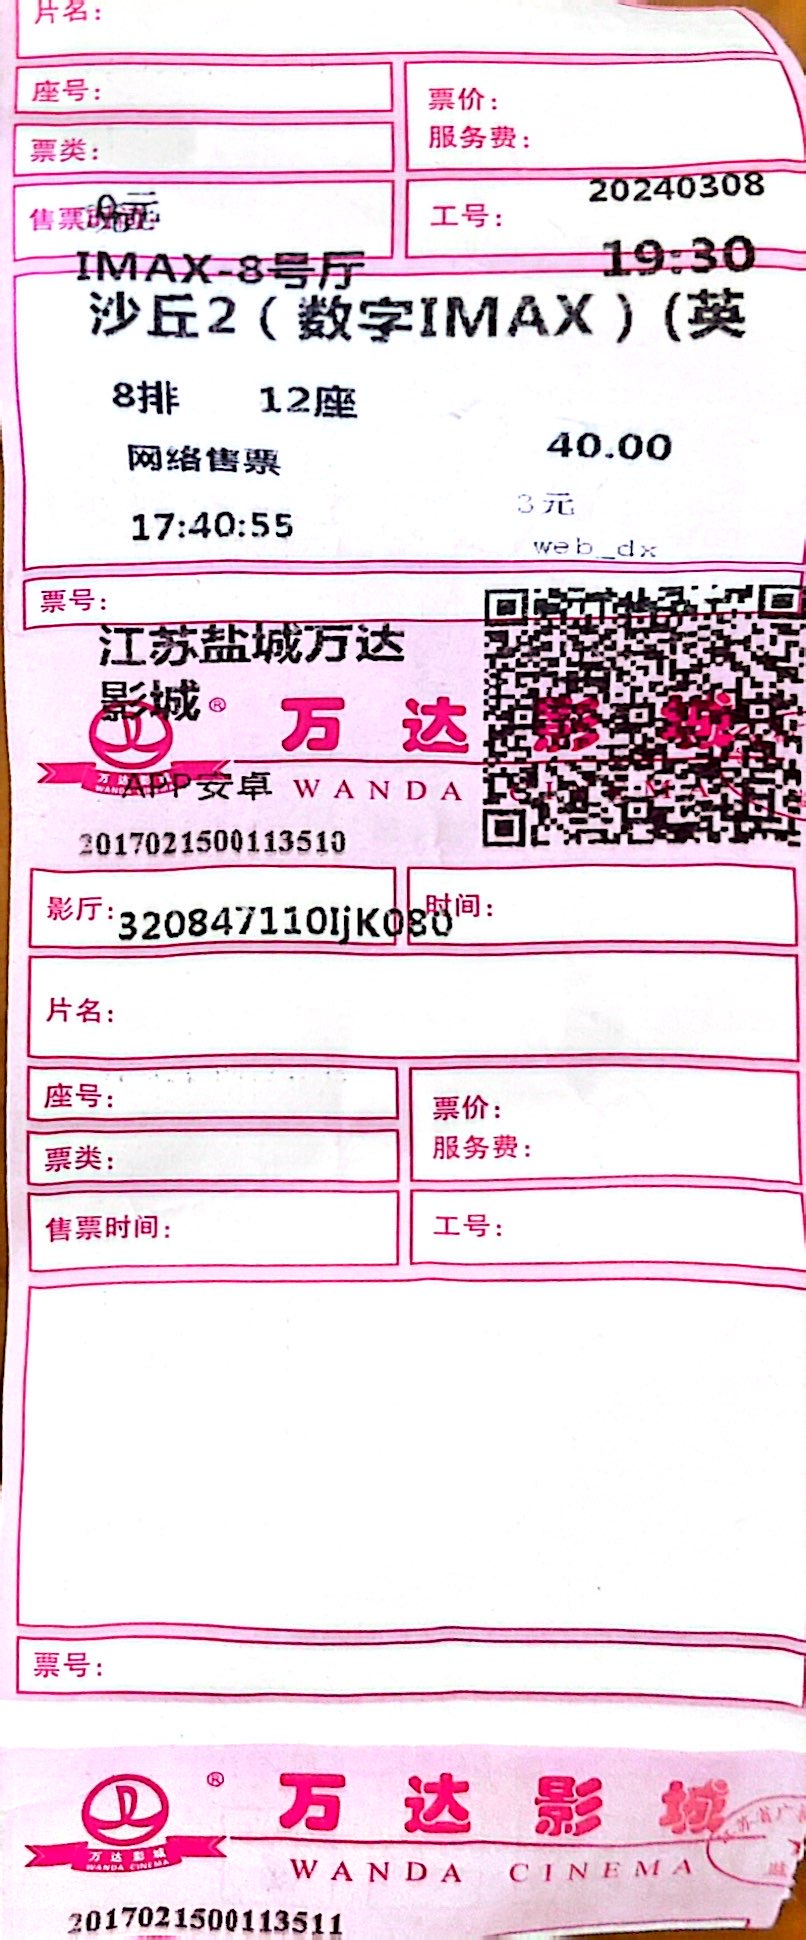 片名：
座号：
票价：
服务费：
票类：
售票时间：
0元
工号：
20240308
IMAX-8号厅
19:30
沙丘2（数字IMAX）(英
8排 12座
网络售票
40.00
17:40:55
3元
web_dx
票号：
江苏盐城万达
影城
® 万达影城
万达影城
WANDA CINEMA
APP安卓
2017021500113510
影厅：
320847110IjK080
时间：
片名：
座号：
票价：
服务费：
票类：
售票时间：
工号：
票号：
® 万达影城
万达影城
WANDA CINEMA
WANDA CINEMA
2017021500113511